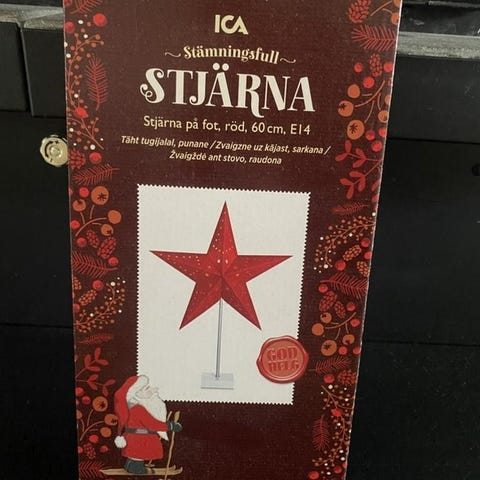 ICA
~ Stämningsfull ~
STJÄRNA
Stjärna på fot, röd, 60 cm, E14
Täht tugijalal, punane / Zvaigzne uz kājast, sarkana /
Žvaigždė ant stovo, raudona
GOD
HELG